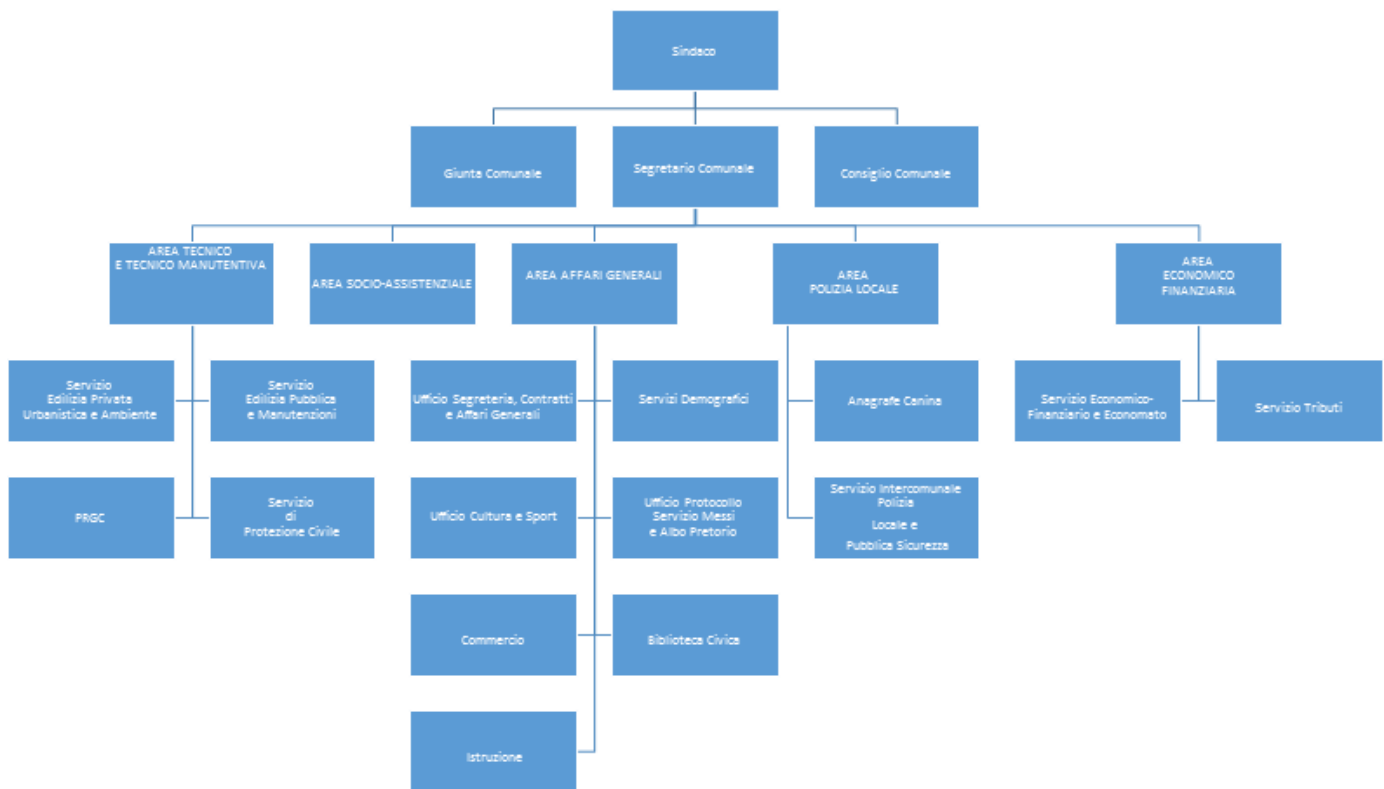 Sindaco
Giunta Comunale
Segretario Comunale
Consiglio Comunale
AREA TECNICO
E TECNICO MANUTENTIVA
AREA SOCIO-ASSISTENZIALE
AREA AFFARI GENERALI
AREA
POLIZIA LOCALE
AREA
ECONOMICO
FINANZIARIA
Servizio
Edilizia Privata
Urbanistica e Ambiente
Servizio
Edilizia Pubblica
e Manutenzioni
Ufficio Segreteria, Contratti
e Affari Generali
Servizi Demografici
Anagrafe Canina
Servizio Economico-
Finanziario e Economato
Servizio Tributi
PRGC
Servizio
di
Protezione Civile
Ufficio Cultura e Sport
Ufficio Protocollo
Servizio Messi
e Albo Pretorio
Servizio Intercomunale
Polizia
Locale e
Pubblica Sicurezza
Commercio
Biblioteca Civica
Istruzione